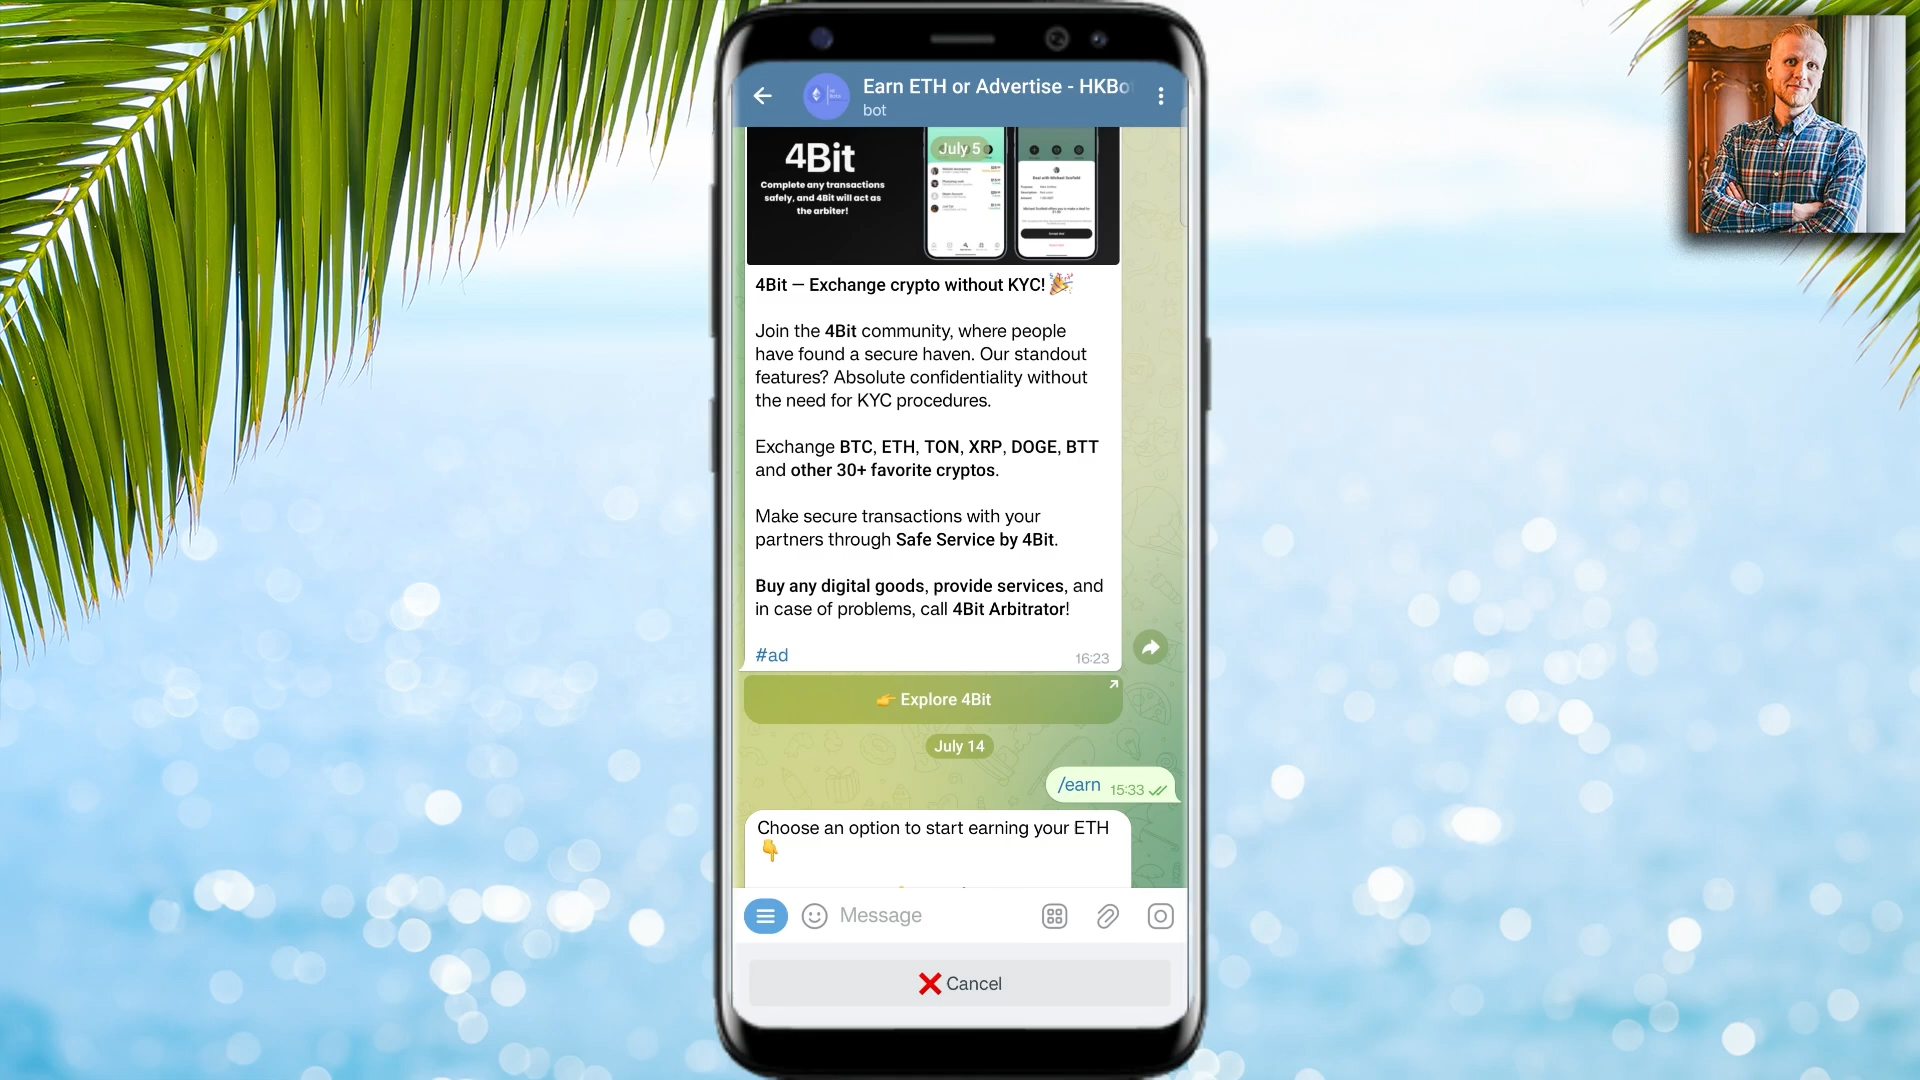 Earn ETH or Advertise - HKBo
bot
July 5
4Bit
Complete any transactions
safely, and 4Bit will act as
the arbiter!
Deal with Michael Scofield
4Bit — Exchange crypto without KYC! 🎉
Join the 4Bit community, where people
have found a secure haven. Our standout
features? Absolute confidentiality without
the need for KYC procedures.
Exchange BTC, ETH, TON, XRP, DOGE, BTT
and other 30+ favorite cryptos.
Make secure transactions with your
partners through Safe Service by 4Bit.
Buy any digital goods, provide services, and
in case of problems, call 4Bit Arbitrator!
#ad
16:23
👉 Explore 4Bit
July 14
/earn 15:33
Choose an option to start earning your ETH
👇
Message
❌ Cancel